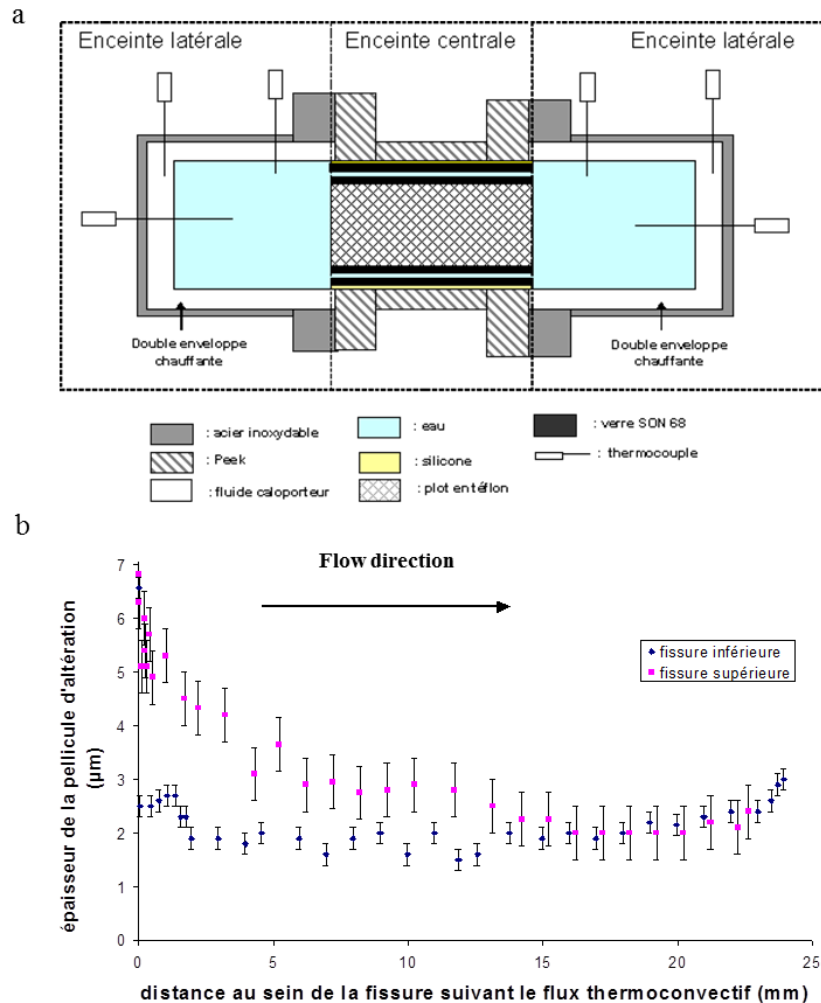 a
Enceinte latérale
Enceinte centrale
Enceinte latérale
Double enveloppe
chauffante
Double enveloppe
chauffante
: acier inoxydable
: eau
: verre SON 68
: Peek
: silicone
: thermocouple
: fluide caloporteur
: plot en téflon
b
Flow direction
7
6
5
4
3
2
1
0
épaisseur de la pellicule d'altération
(µm)
fissure inférieure
fissure supérieure
0
5
10
15
20
25
distance au sein de la fissure suivant le flux thermoconvectif (mm)